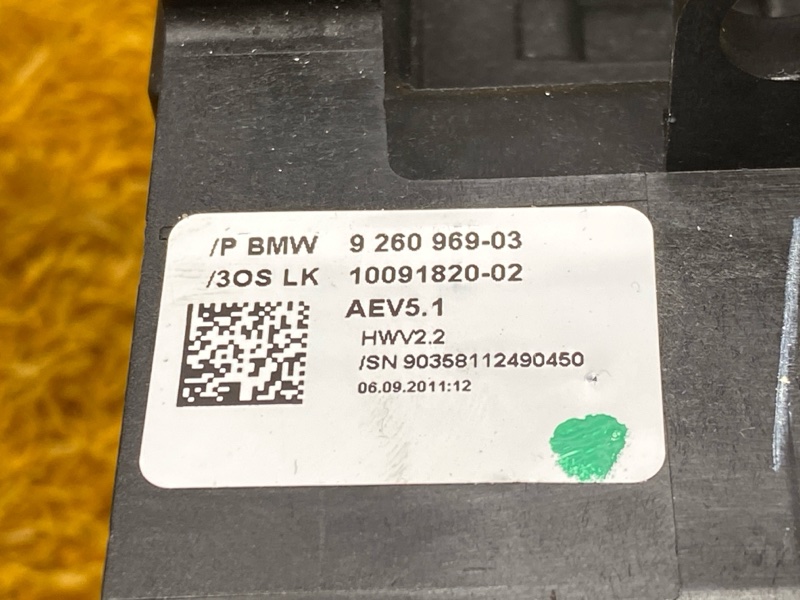 /P BMW 9 260 969-03
/3OS LK 10091820-02
AEV5.1
HWV2.2
/SN 90358112490450
06.09.2011:12